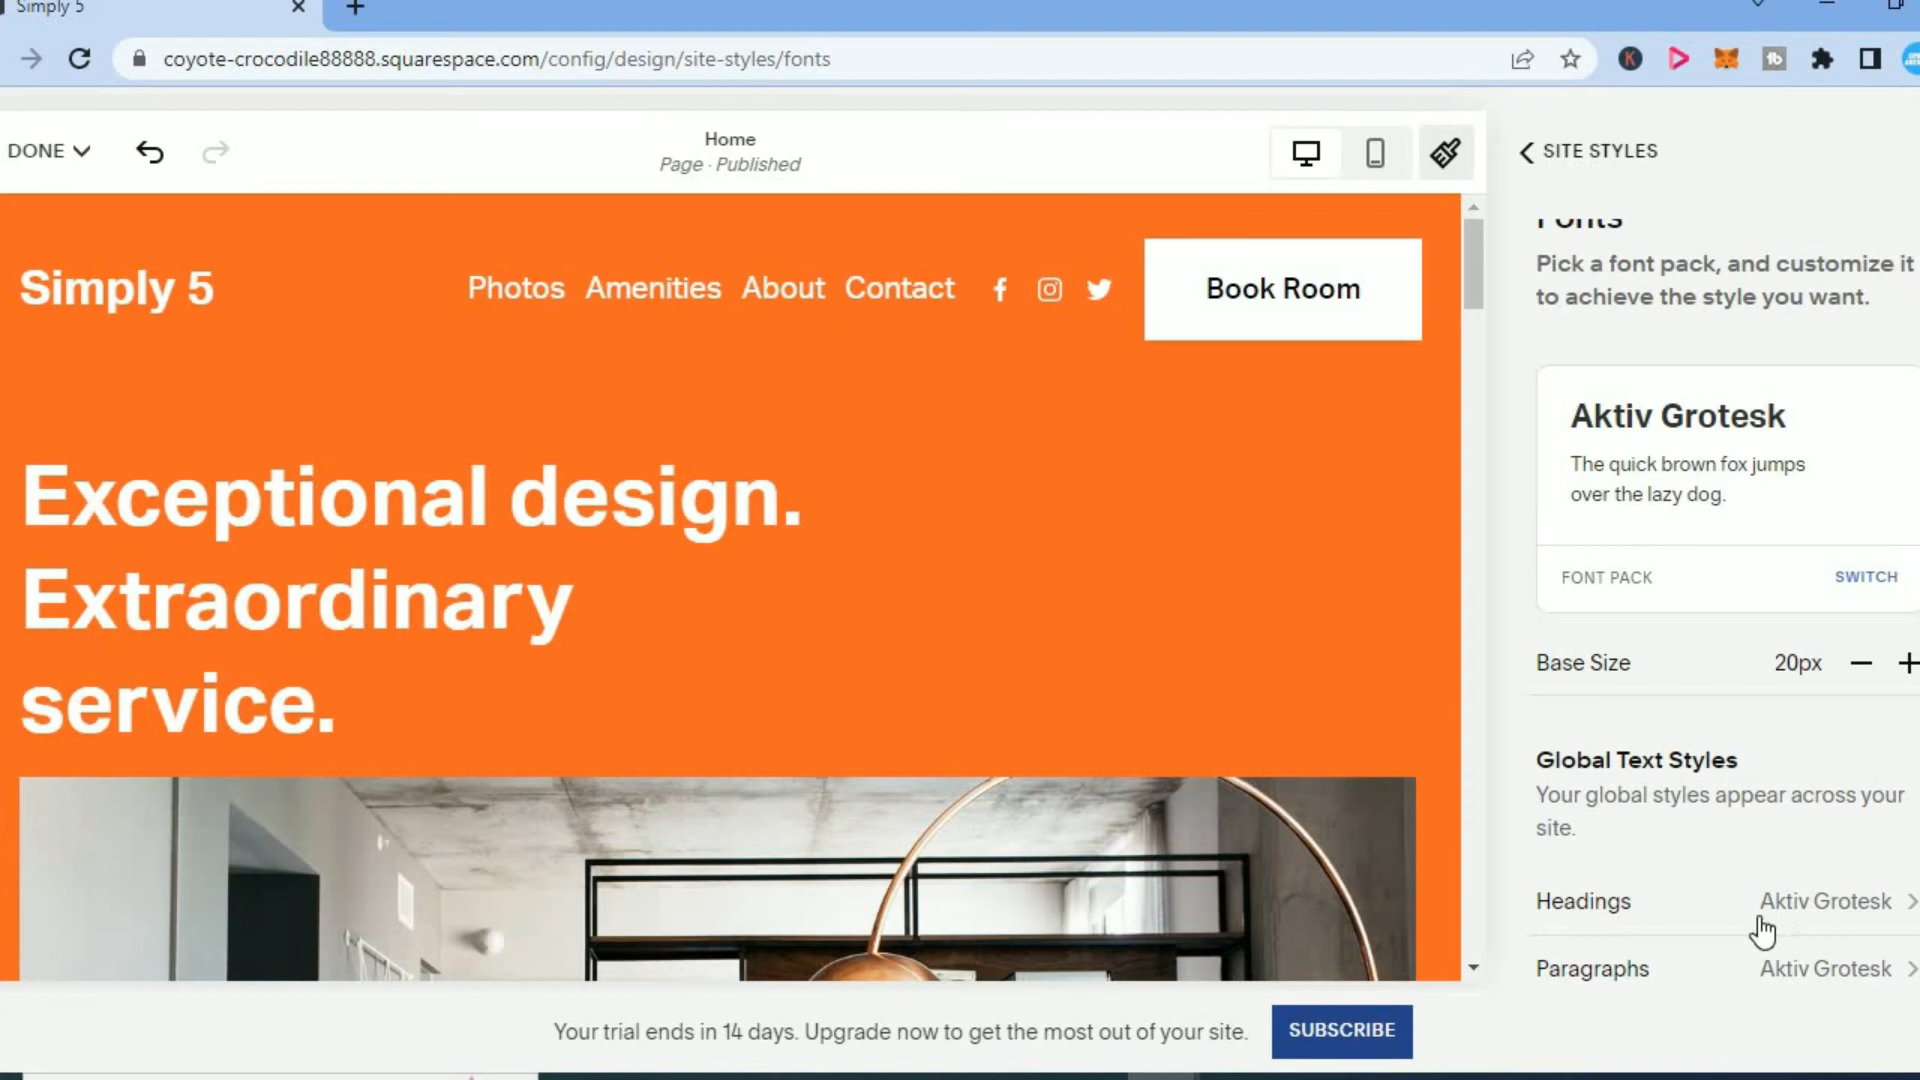 Simply 5
coyote-crocodile88888.squarespace.com/config/design/site-styles/fonts
DONE
Home
Page · Published
SITE STYLES
Simply 5
Photos Amenities About Contact
Book Room
Exceptional design.
Extraordinary
service.
Fonts
Pick a font pack, and customize it
to achieve the style you want.
Aktiv Grotesk
The quick brown fox jumps
over the lazy dog.
FONT PACK SWITCH
Base Size 20px
Global Text Styles
Your global styles appear across your
site.
Headings Aktiv Grotesk
Paragraphs Aktiv Grotesk
Your trial ends in 14 days. Upgrade now to get the most out of your site.
SUBSCRIBE